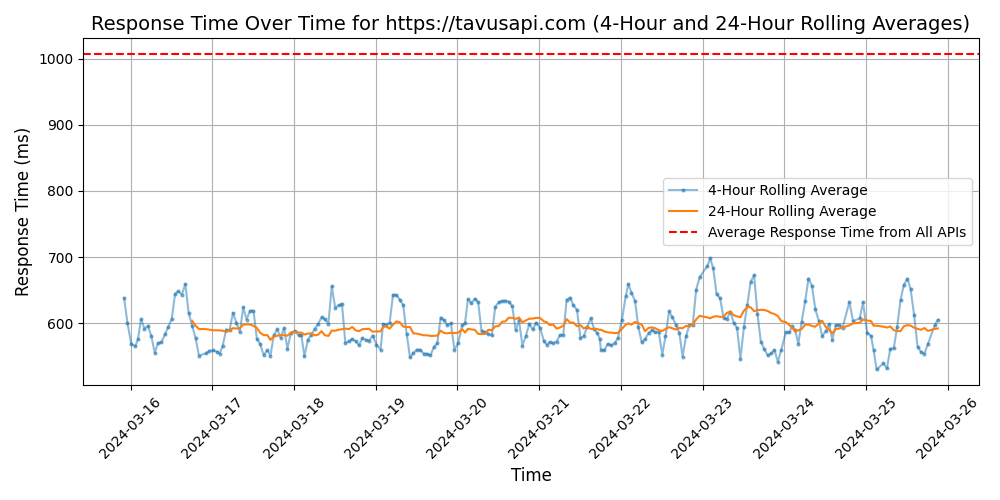 Response Time Over Time for https://tavusapi.com (4-Hour and 24-Hour Rolling Averages)
Response Time (ms)
1000
900
800
700
600
4-Hour Rolling Average
24-Hour Rolling Average
Average Response Time from All APIs
2024-03-16
2024-03-17
2024-03-18
2024-03-19
2024-03-20
2024-03-21
2024-03-22
2024-03-23
2024-03-24
2024-03-25
2024-03-26
Time